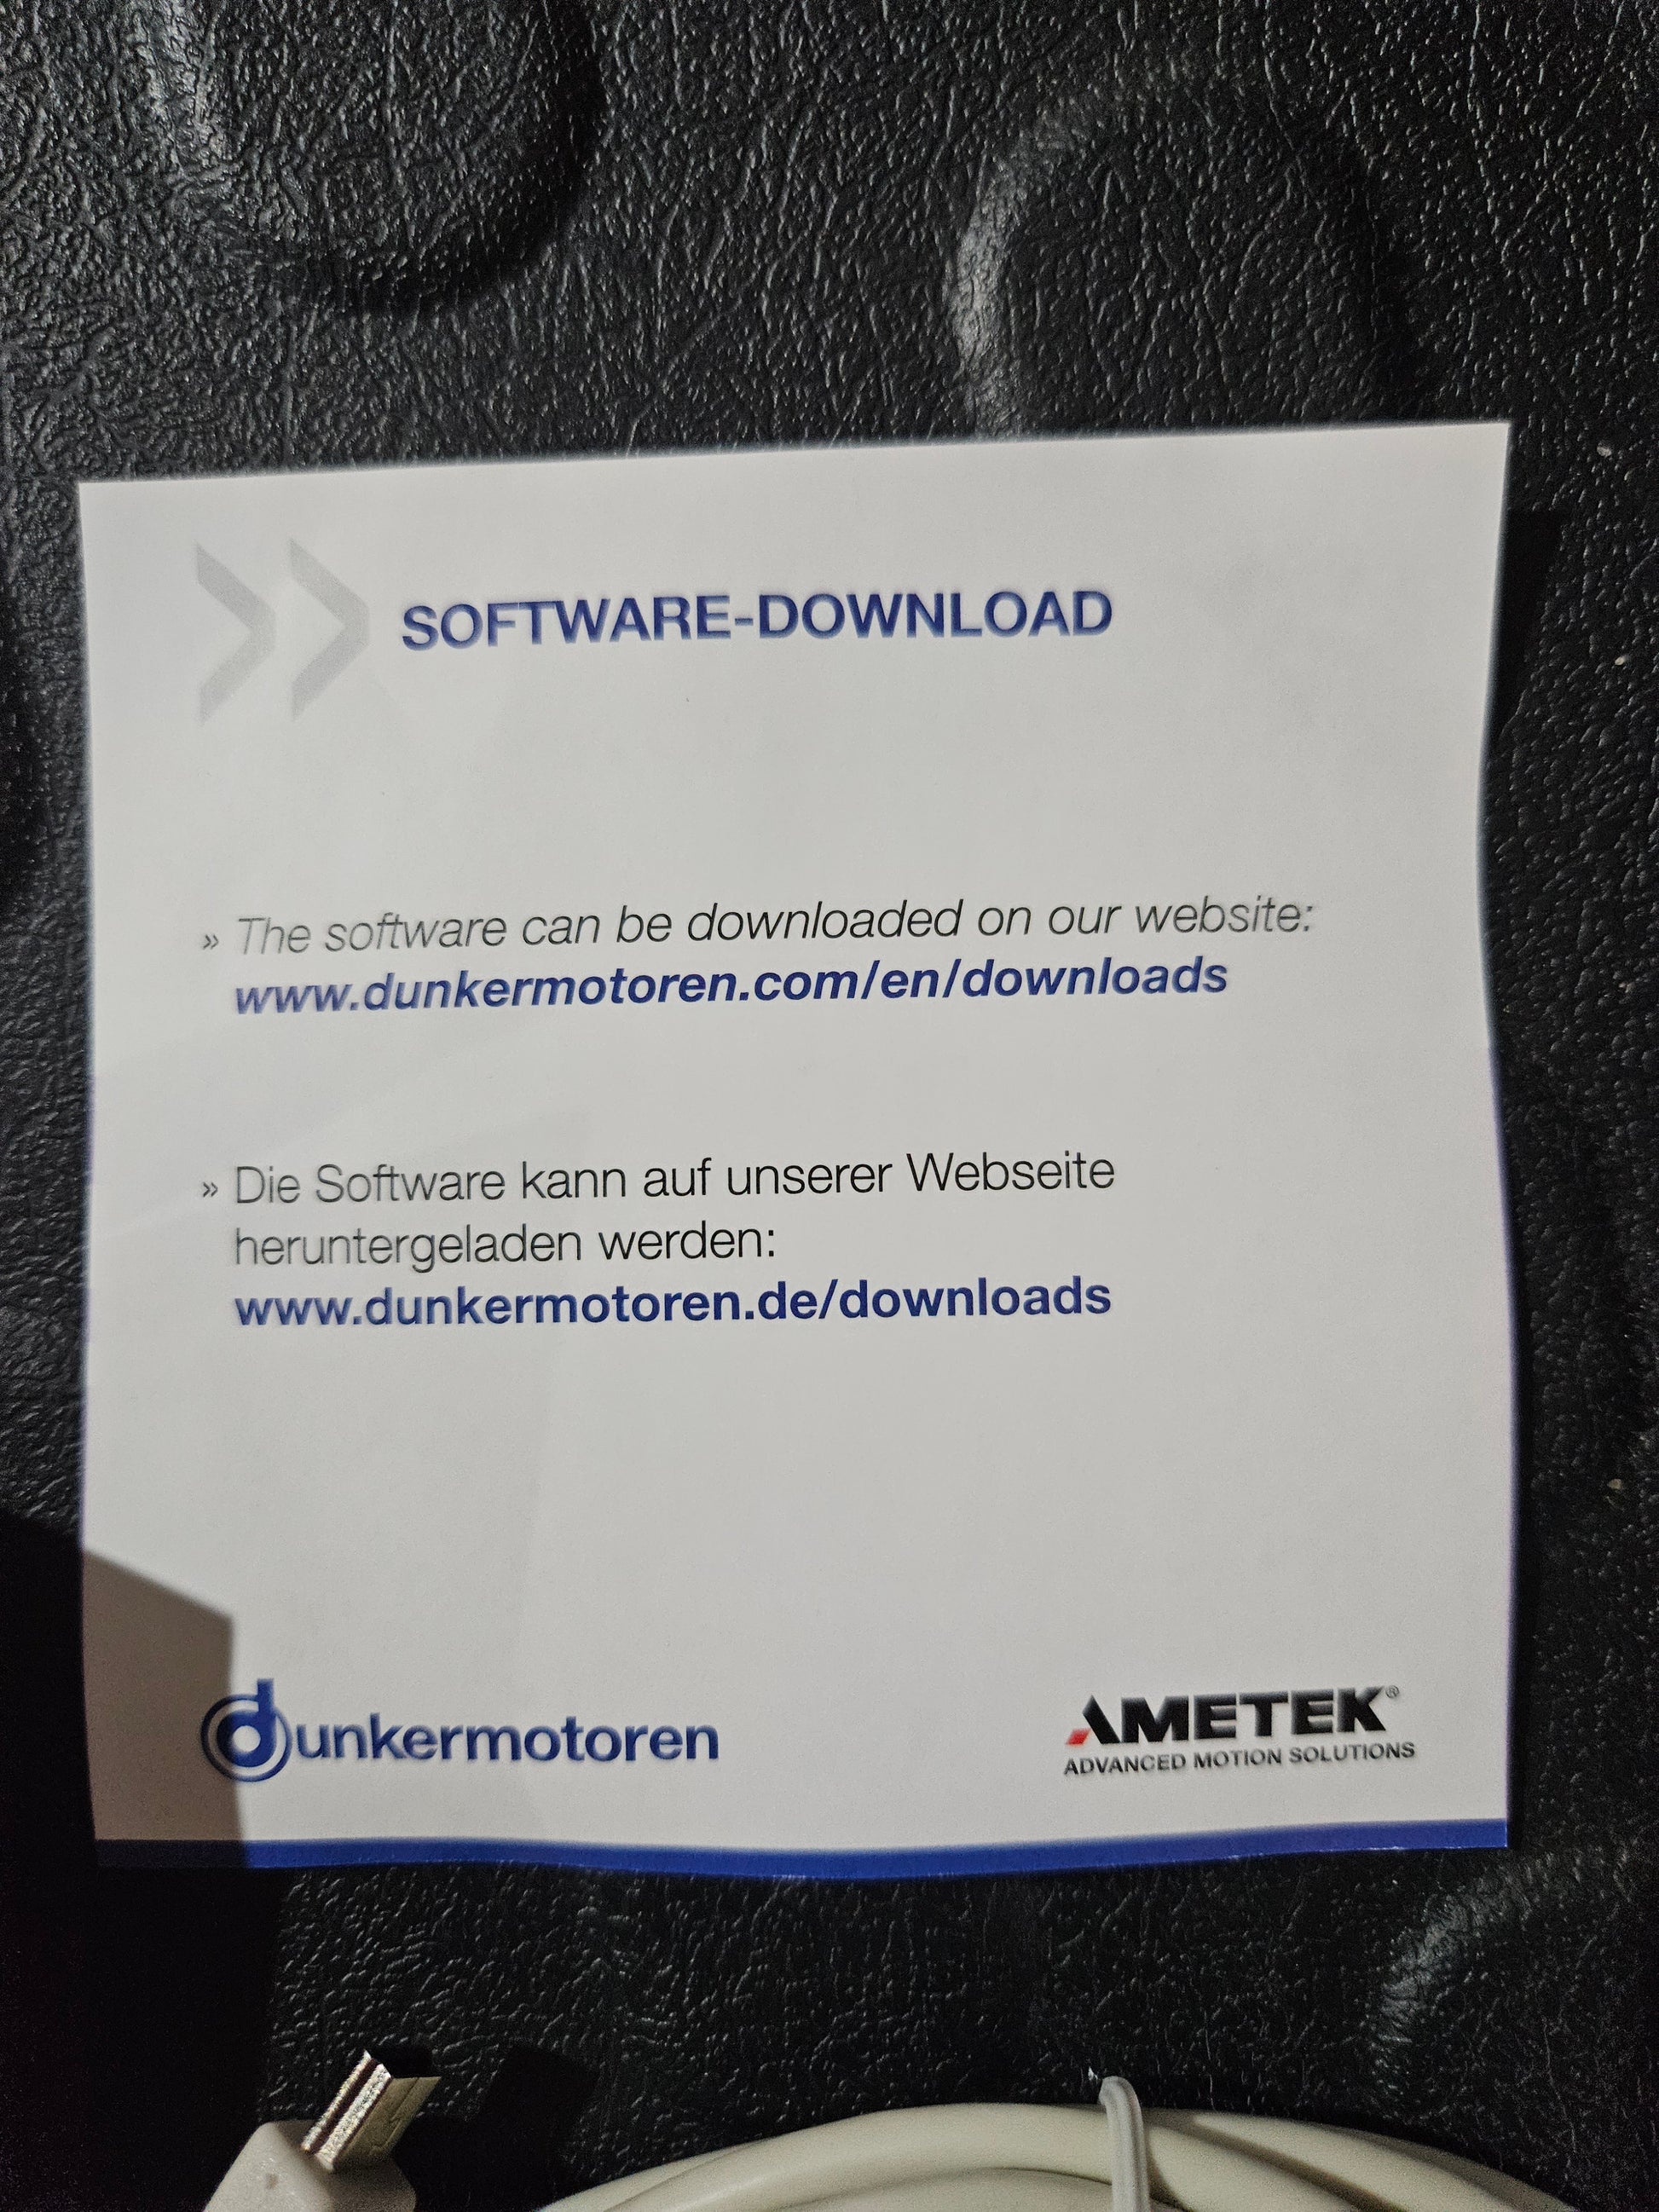 SOFTWARE-DOWNLOAD
» The software can be downloaded on our website:
www.dunkermotoren.com/en/downloads
» Die Software kann auf unserer Webseite
heruntergeladen werden:
www.dunkermotoren.de/downloads
dunkermotoren
AMETEK®
ADVANCED MOTION SOLUTIONS